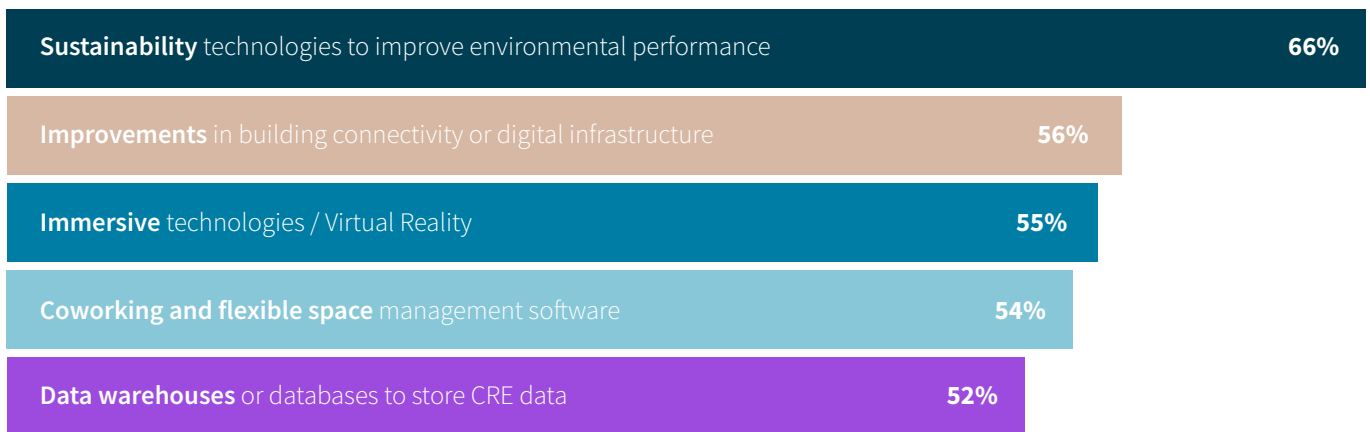 Sustainability technologies to improve environmental performance 66%
Improvements in building connectivity or digital infrastructure 56%
Immersive technologies / Virtual Reality 55%
Coworking and flexible space management software 54%
Data warehouses or databases to store CRE data 52%